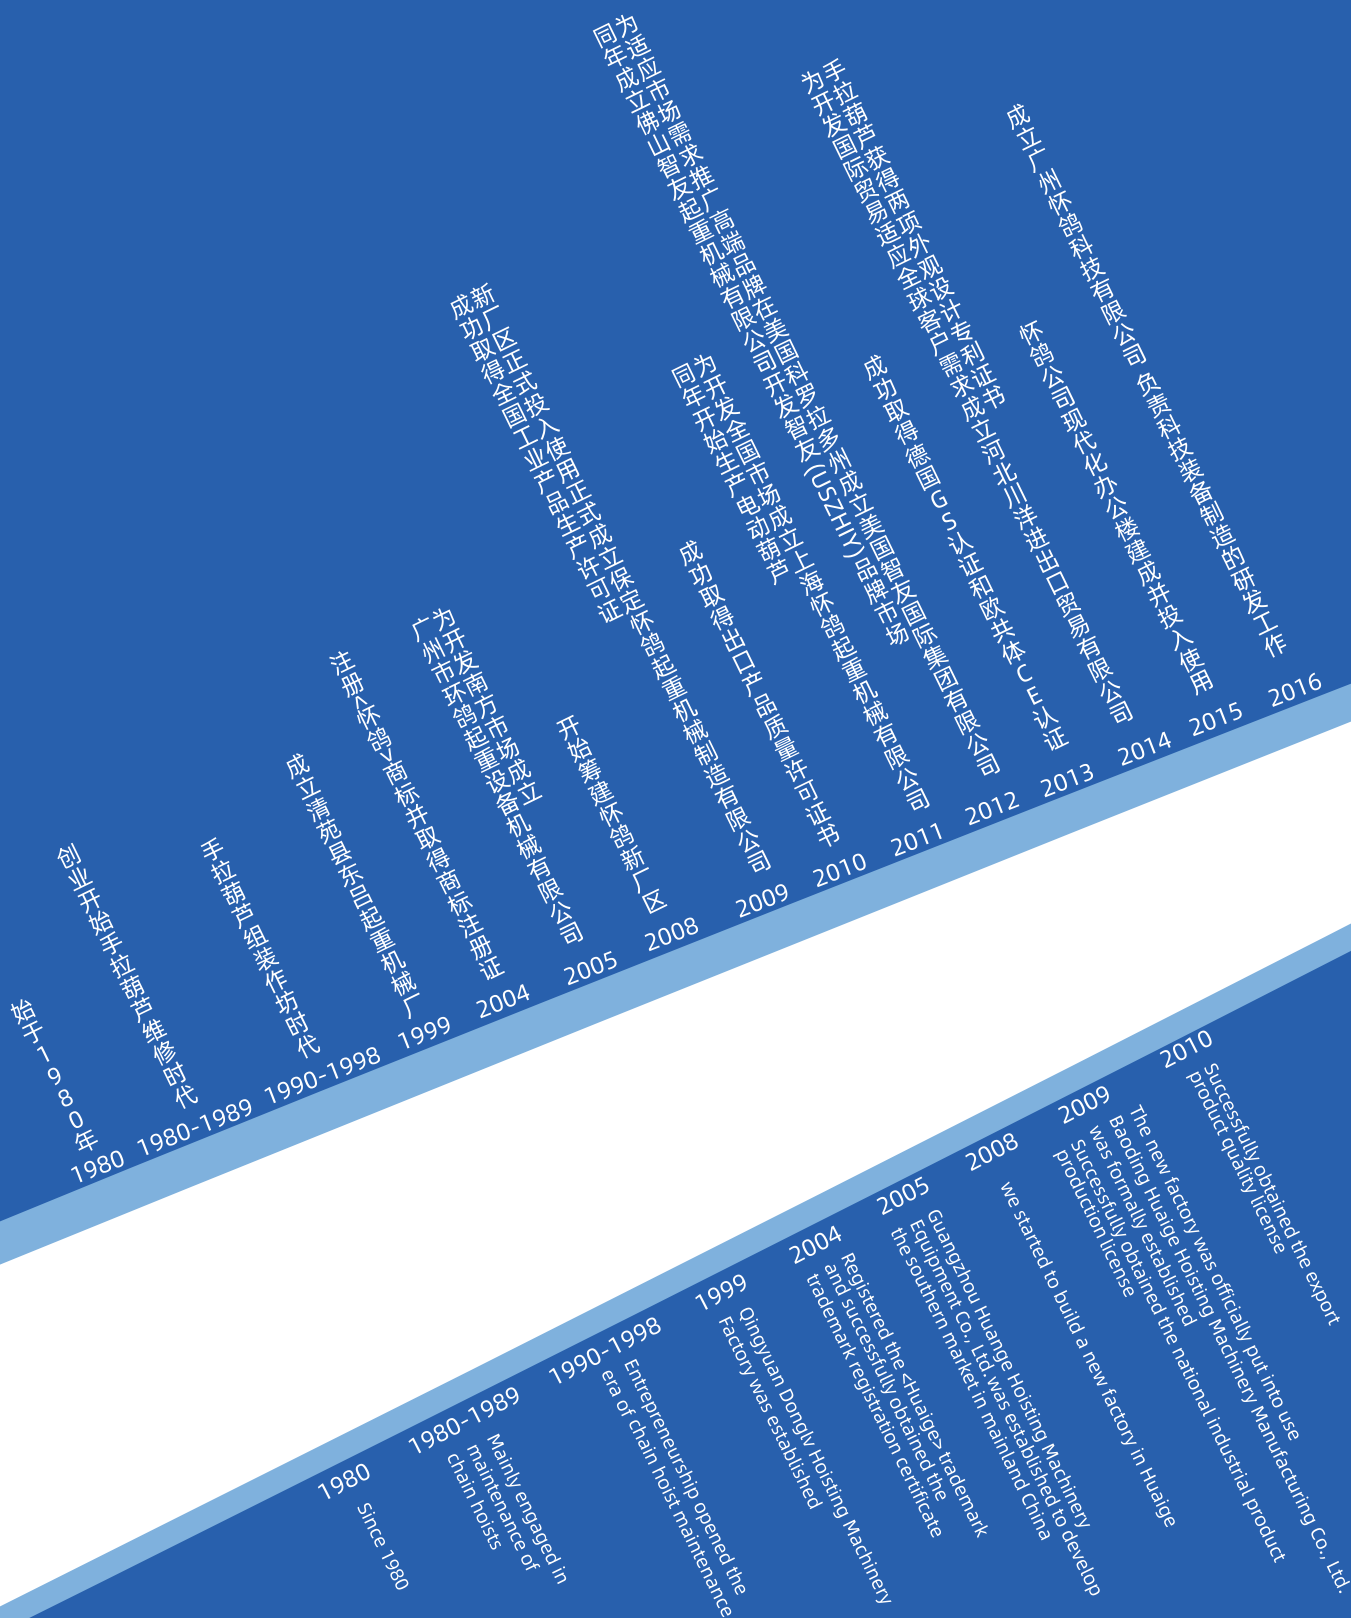 始于1980年
1980
创业开始手拉葫芦维修时代
1980-1989
手拉葫芦组装作坊时代
1990-1998
成立清苑县东吕起重机械厂
1999
注册<怀鸽>商标并取得商标注册证
2004
为开发南方市场成立
广州市环鸽起重设备机械有限公司
2005
开始筹建怀鸽新厂区
2008
新厂区正式投入使用正式成立保定怀鸽起重机械制造有限公司
成功取得全国工业产品生产许可证
2009
成功取得出口产品质量许可证书
2010
为开发全国市场成立上海怀鸽起重机械有限公司
同年开始生产电动葫芦
2011
为适应市场需求推广高端品牌在美国科罗拉多州成立美国智友国际集团有限公司
同年成立佛山智友起重机械有限公司开发智友(USZHY)品牌市场
2012
成功取得德国GS认证和欧共体CE认证
2013
手拉葫芦获得两项外观设计专利证书
为开发国际贸易适应全球客户需求成立河北川洋进出口贸易有限公司
2014
怀鸽公司现代化办公楼建成并投入使用
2015
成立广州怀鸽科技有限公司 负责科技装备制造的研发工作
2016
1980
Since 1980
1980-1989
Mainly engaged in
maintenance of
chain hoists
1990-1998
Entrepreneurship opened the
era of chain hoist maintenance
1999
Qingyuan Donglv Hoisting Machinery
Factory was established
2004
Registered the <Huaige> trademark
and successfully obtained the
trademark registration certificate
2005
Guangzhou Huange Hoisting Machinery
Equipment Co., Ltd. was established to develop
the southern market in mainland China
2008
we started to build a new factory in Huaige
2009
The new factory was officially put into use
Baoding Huaige Hoisting Machinery Manufacturing Co., Ltd.
was formally established
Successfully obtained the national industrial product
production license
2010
Successfully obtained the export
product quality license